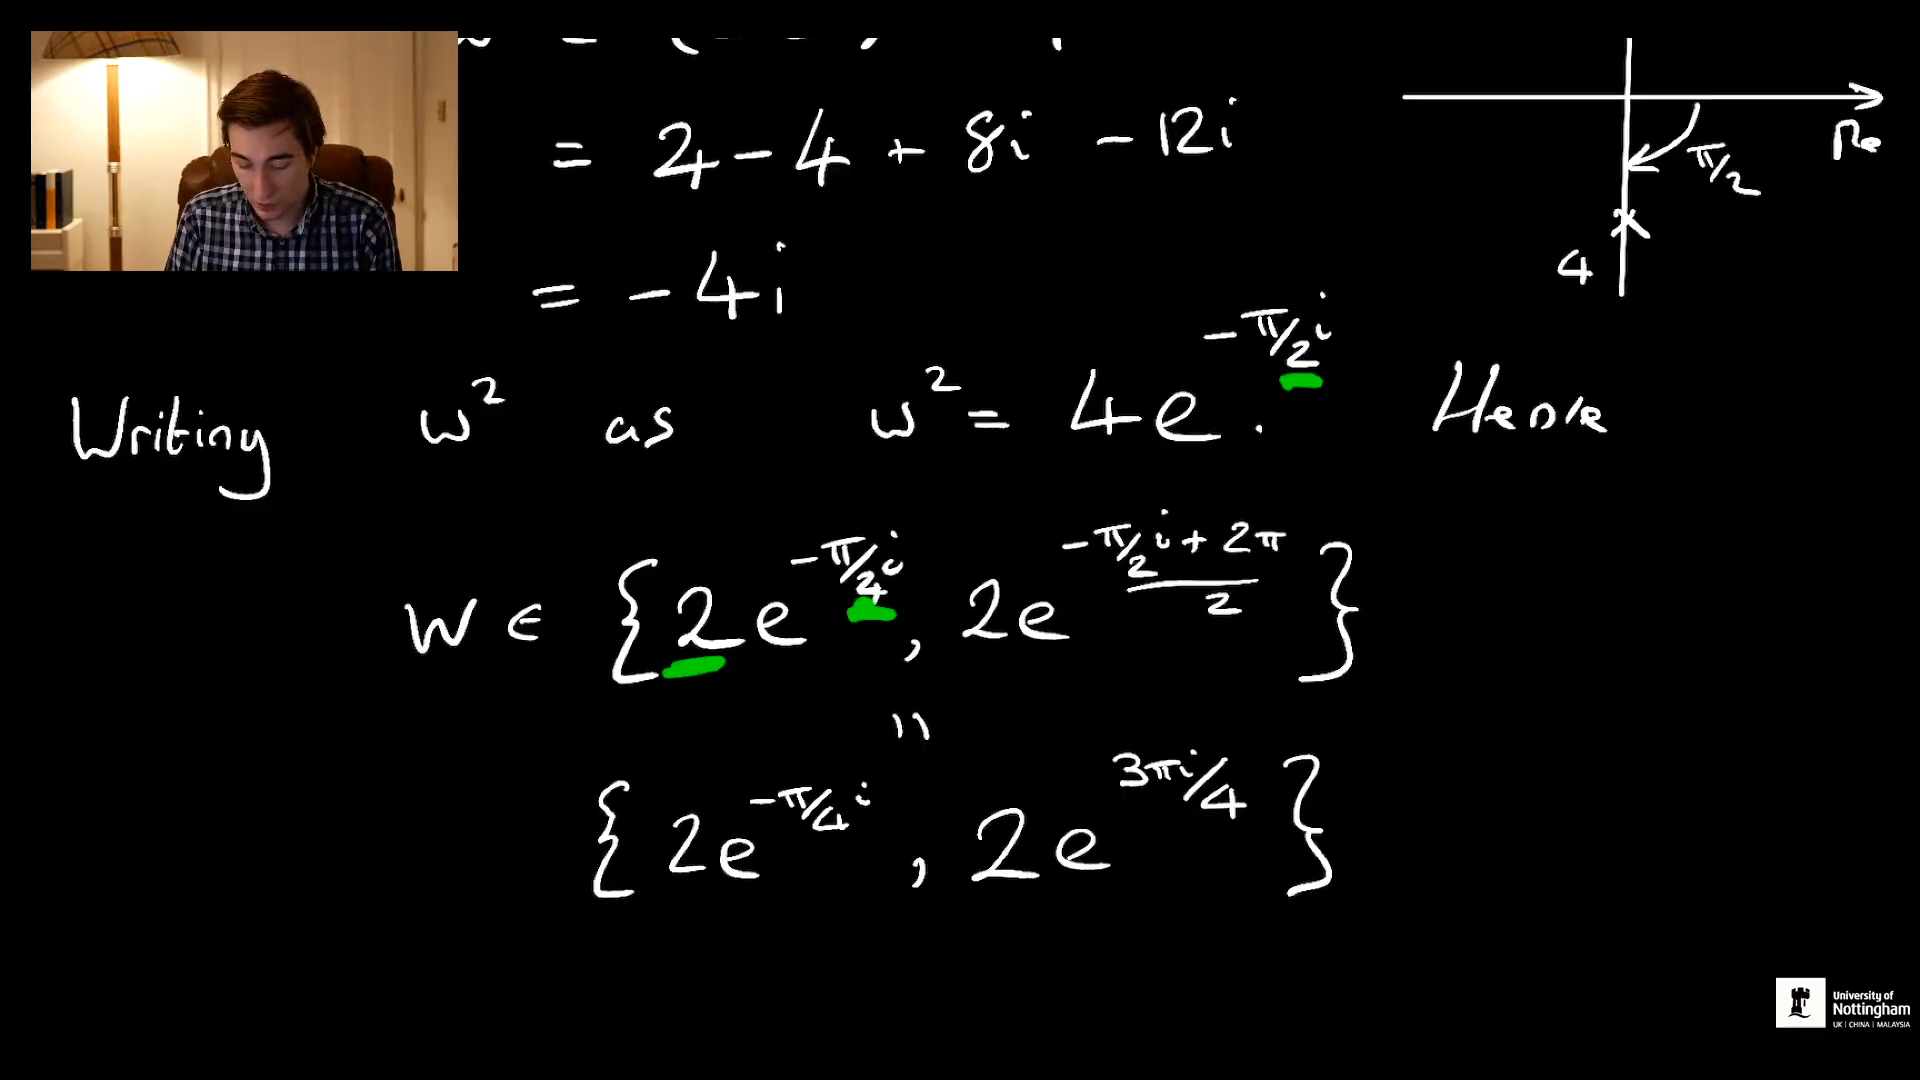 = 4 - 4 + 8i - 12i
Re
π/2
= -4i
4
Writing w² as w² = 4e^{-π/2 i}. Hence
w ∈ {2e^{-π/4 i}, 2e^{(-π/2 i + 2π)/2}}
"
{2e^{-π/4 i}, 2e^{3πi/4}}
University of
Nottingham
UK | CHINA | MALAYSIA